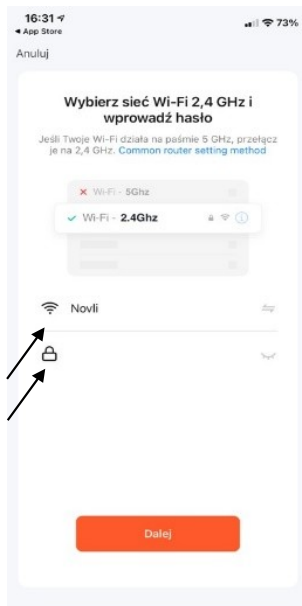 16:31
73%
App Store
Anuluj
Wybierz sieć Wi-Fi 2,4 GHz i
wprowadź hasło
Jeśli Twoje Wi-Fi działa na paśmie 5 GHz, przełącz
je na 2,4 GHz. Common router setting method
Wi-Fi - 5Ghz
Wi-Fi - 2.4Ghz
Novli
Dalej